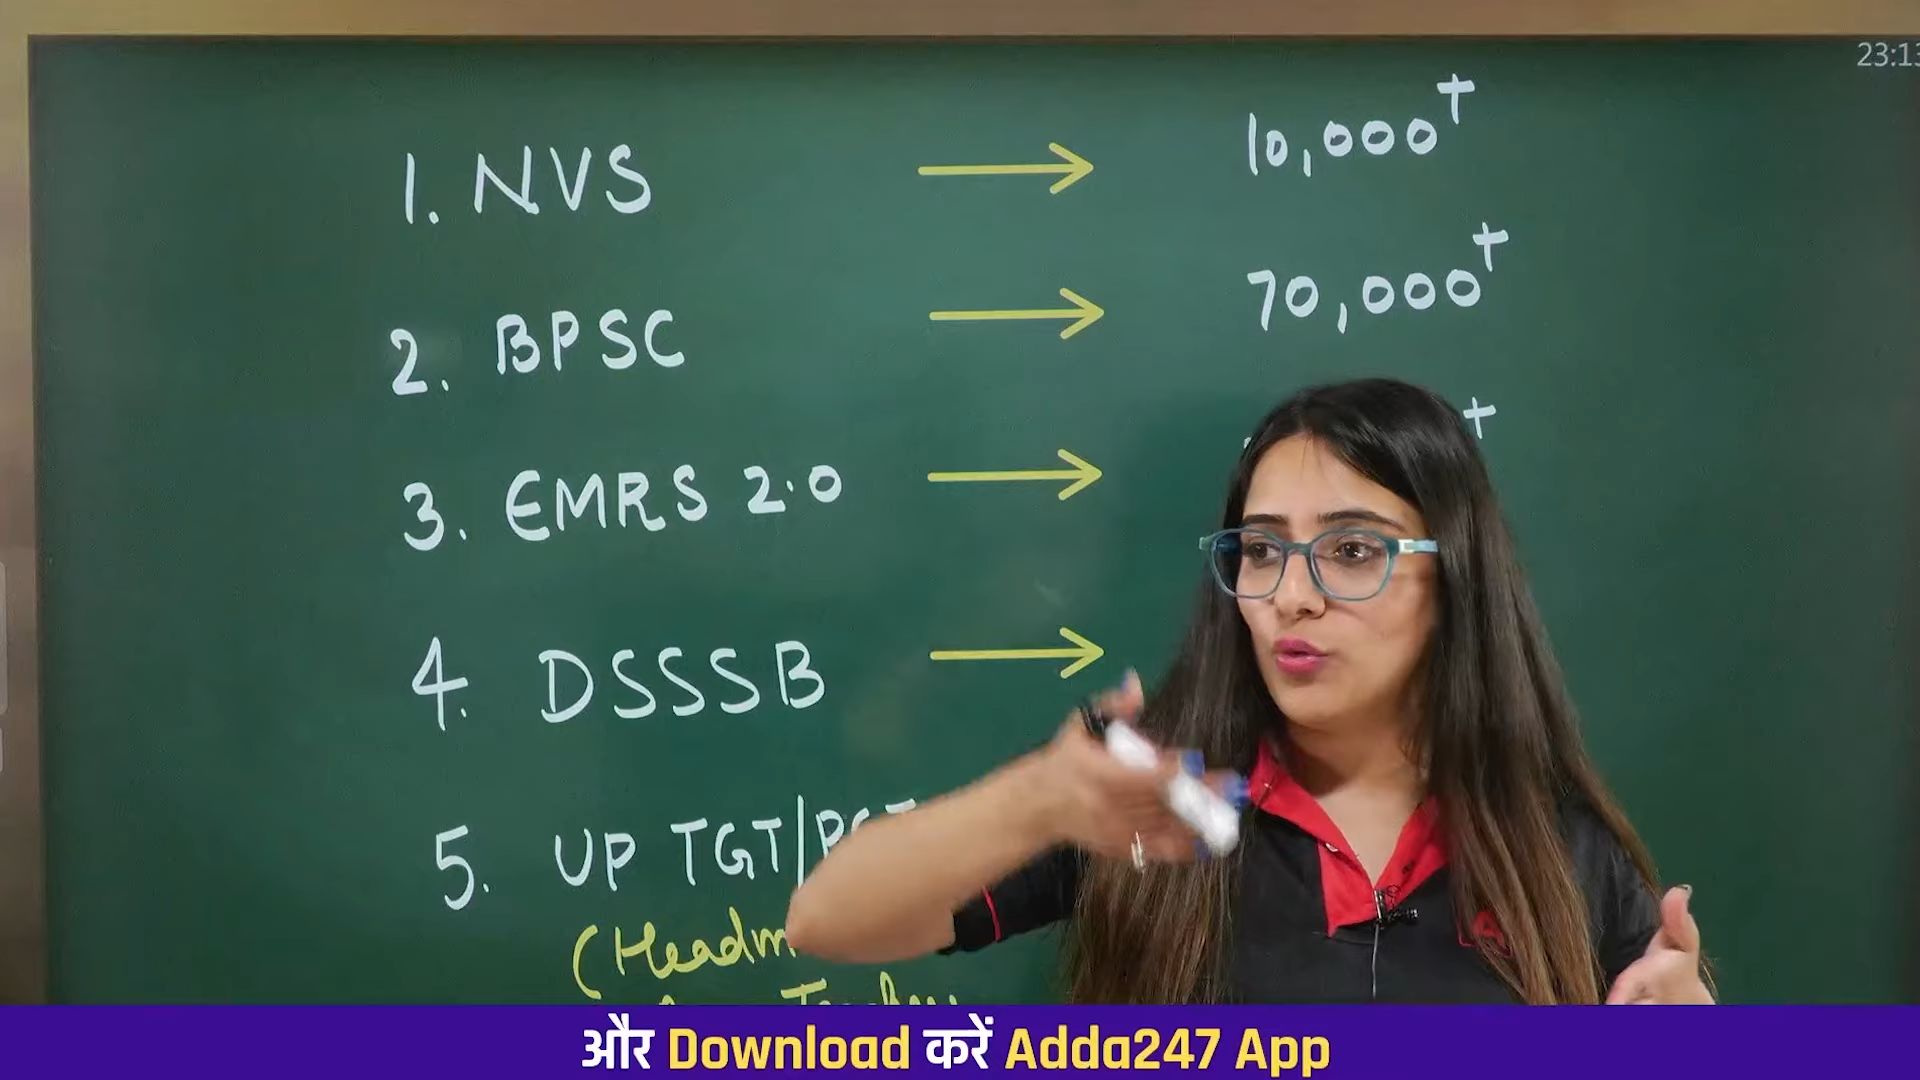 23:13
1. NVS → 10,000+
2. BPSC → 70,000+
3. EMRS 2.0 → +
4. DSSSB →
5. UP TGT/
और Download करें Adda247 App